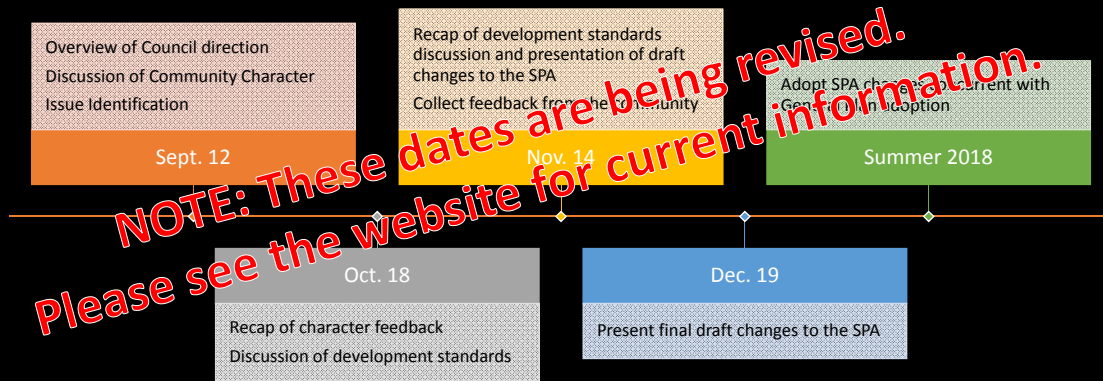 Overview of Council direction
Discussion of Community Character
Issue Identification
Sept. 12
Recap of development standards
discussion and presentation of draft
changes to the SPA
Collect feedback from the community
Nov. 14
Adopt SPA changes concurrent with
General Plan adoption
Summer 2018
NOTE: These dates are being revised.
Please see the website for current information.
Oct. 18
Recap of character feedback
Discussion of development standards
Dec. 19
Present final draft changes to the SPA